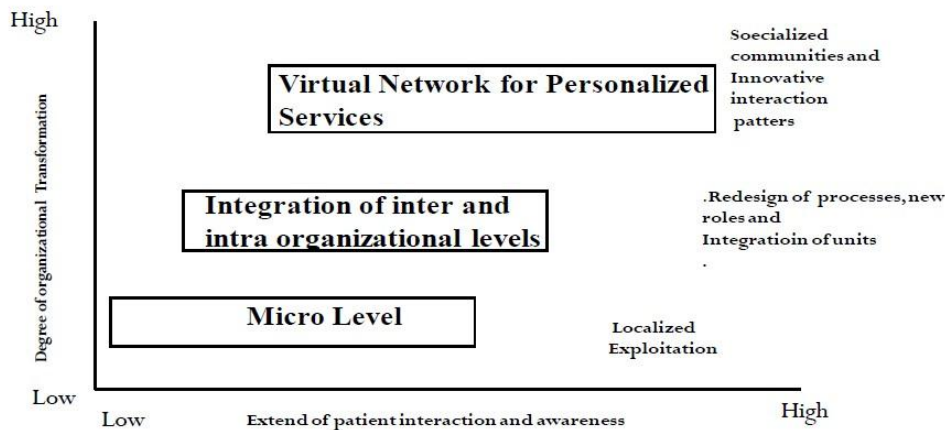 High
Degree of organizational Transformation
Soecialized
communities and
Innovative
interaction
patters
Virtual Network for Personalized
Services
Integration of inter and
intra organizational levels
.Redesign of processes, new
roles and
Integratioin of units
.
Micro Level
Localized
Exploitation
Low
Low
Extend of patient interaction and awareness
High